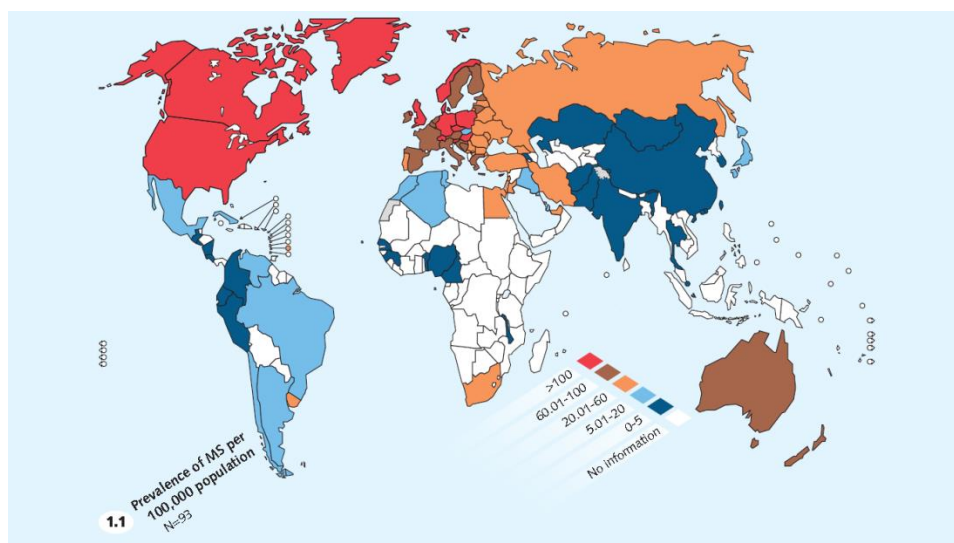 >100
60.01-100
20.01-60
5.01-20
0-5
No information
Prevalence of MS per
100,000 population
1.1
N=93